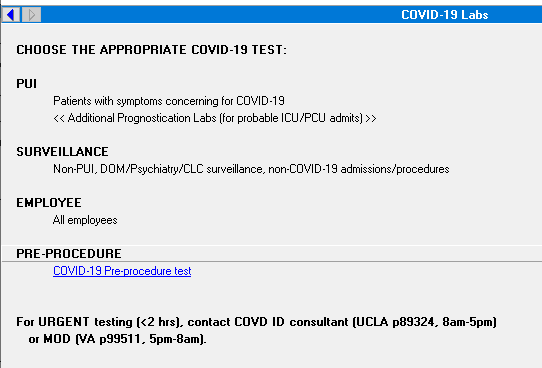 COVID-19 Labs
CHOOSE THE APPROPRIATE COVID-19 TEST:
PUI
Patients with symptoms concerning for COVID-19
<< Additional Prognostication Labs (for probable ICU/PCU admits) >>
SURVEILLANCE
Non-PUI, DOM/Psychiatry/CLC surveillance, non-COVID-19 admissions/procedures
EMPLOYEE
All employees
PRE-PROCEDURE
COVID-19 Pre-procedure test
For URGENT testing (<2 hrs), contact COVD ID consultant (UCLA p89324, 8am-5pm)
or MOD (VA p99511, 5pm-8am).